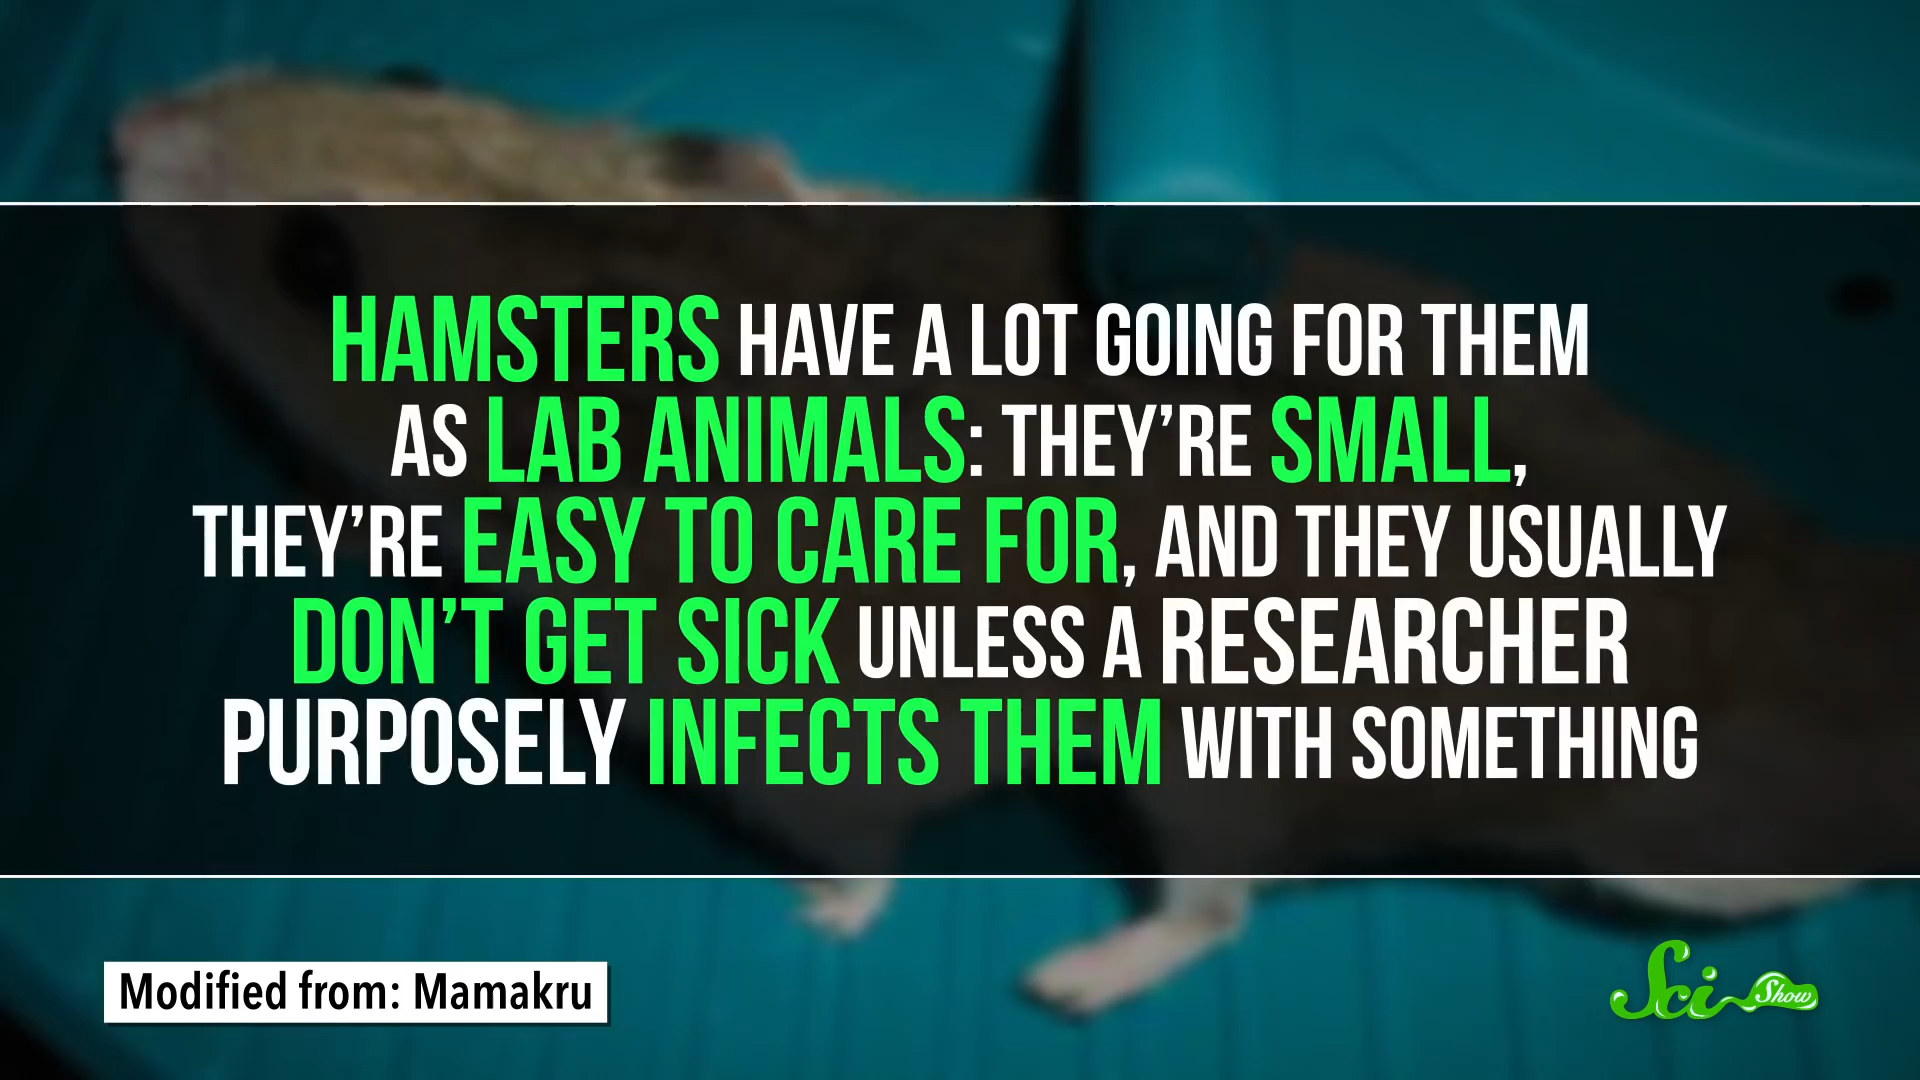 HAMSTERS HAVE A LOT GOING FOR THEM
AS LAB ANIMALS: THEY'RE SMALL,
THEY'RE EASY TO CARE FOR, AND THEY USUALLY
DON'T GET SICK UNLESS A RESEARCHER
PURPOSELY INFECTS THEM WITH SOMETHING
Modified from: Mamakru
Sci Show